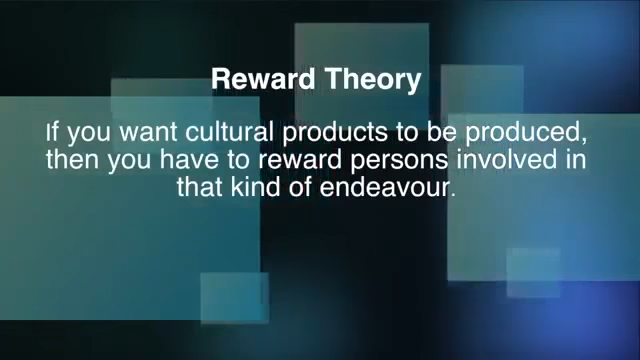 Reward Theory
If you want cultural products to be produced,
then you have to reward persons involved in
that kind of endeavour.